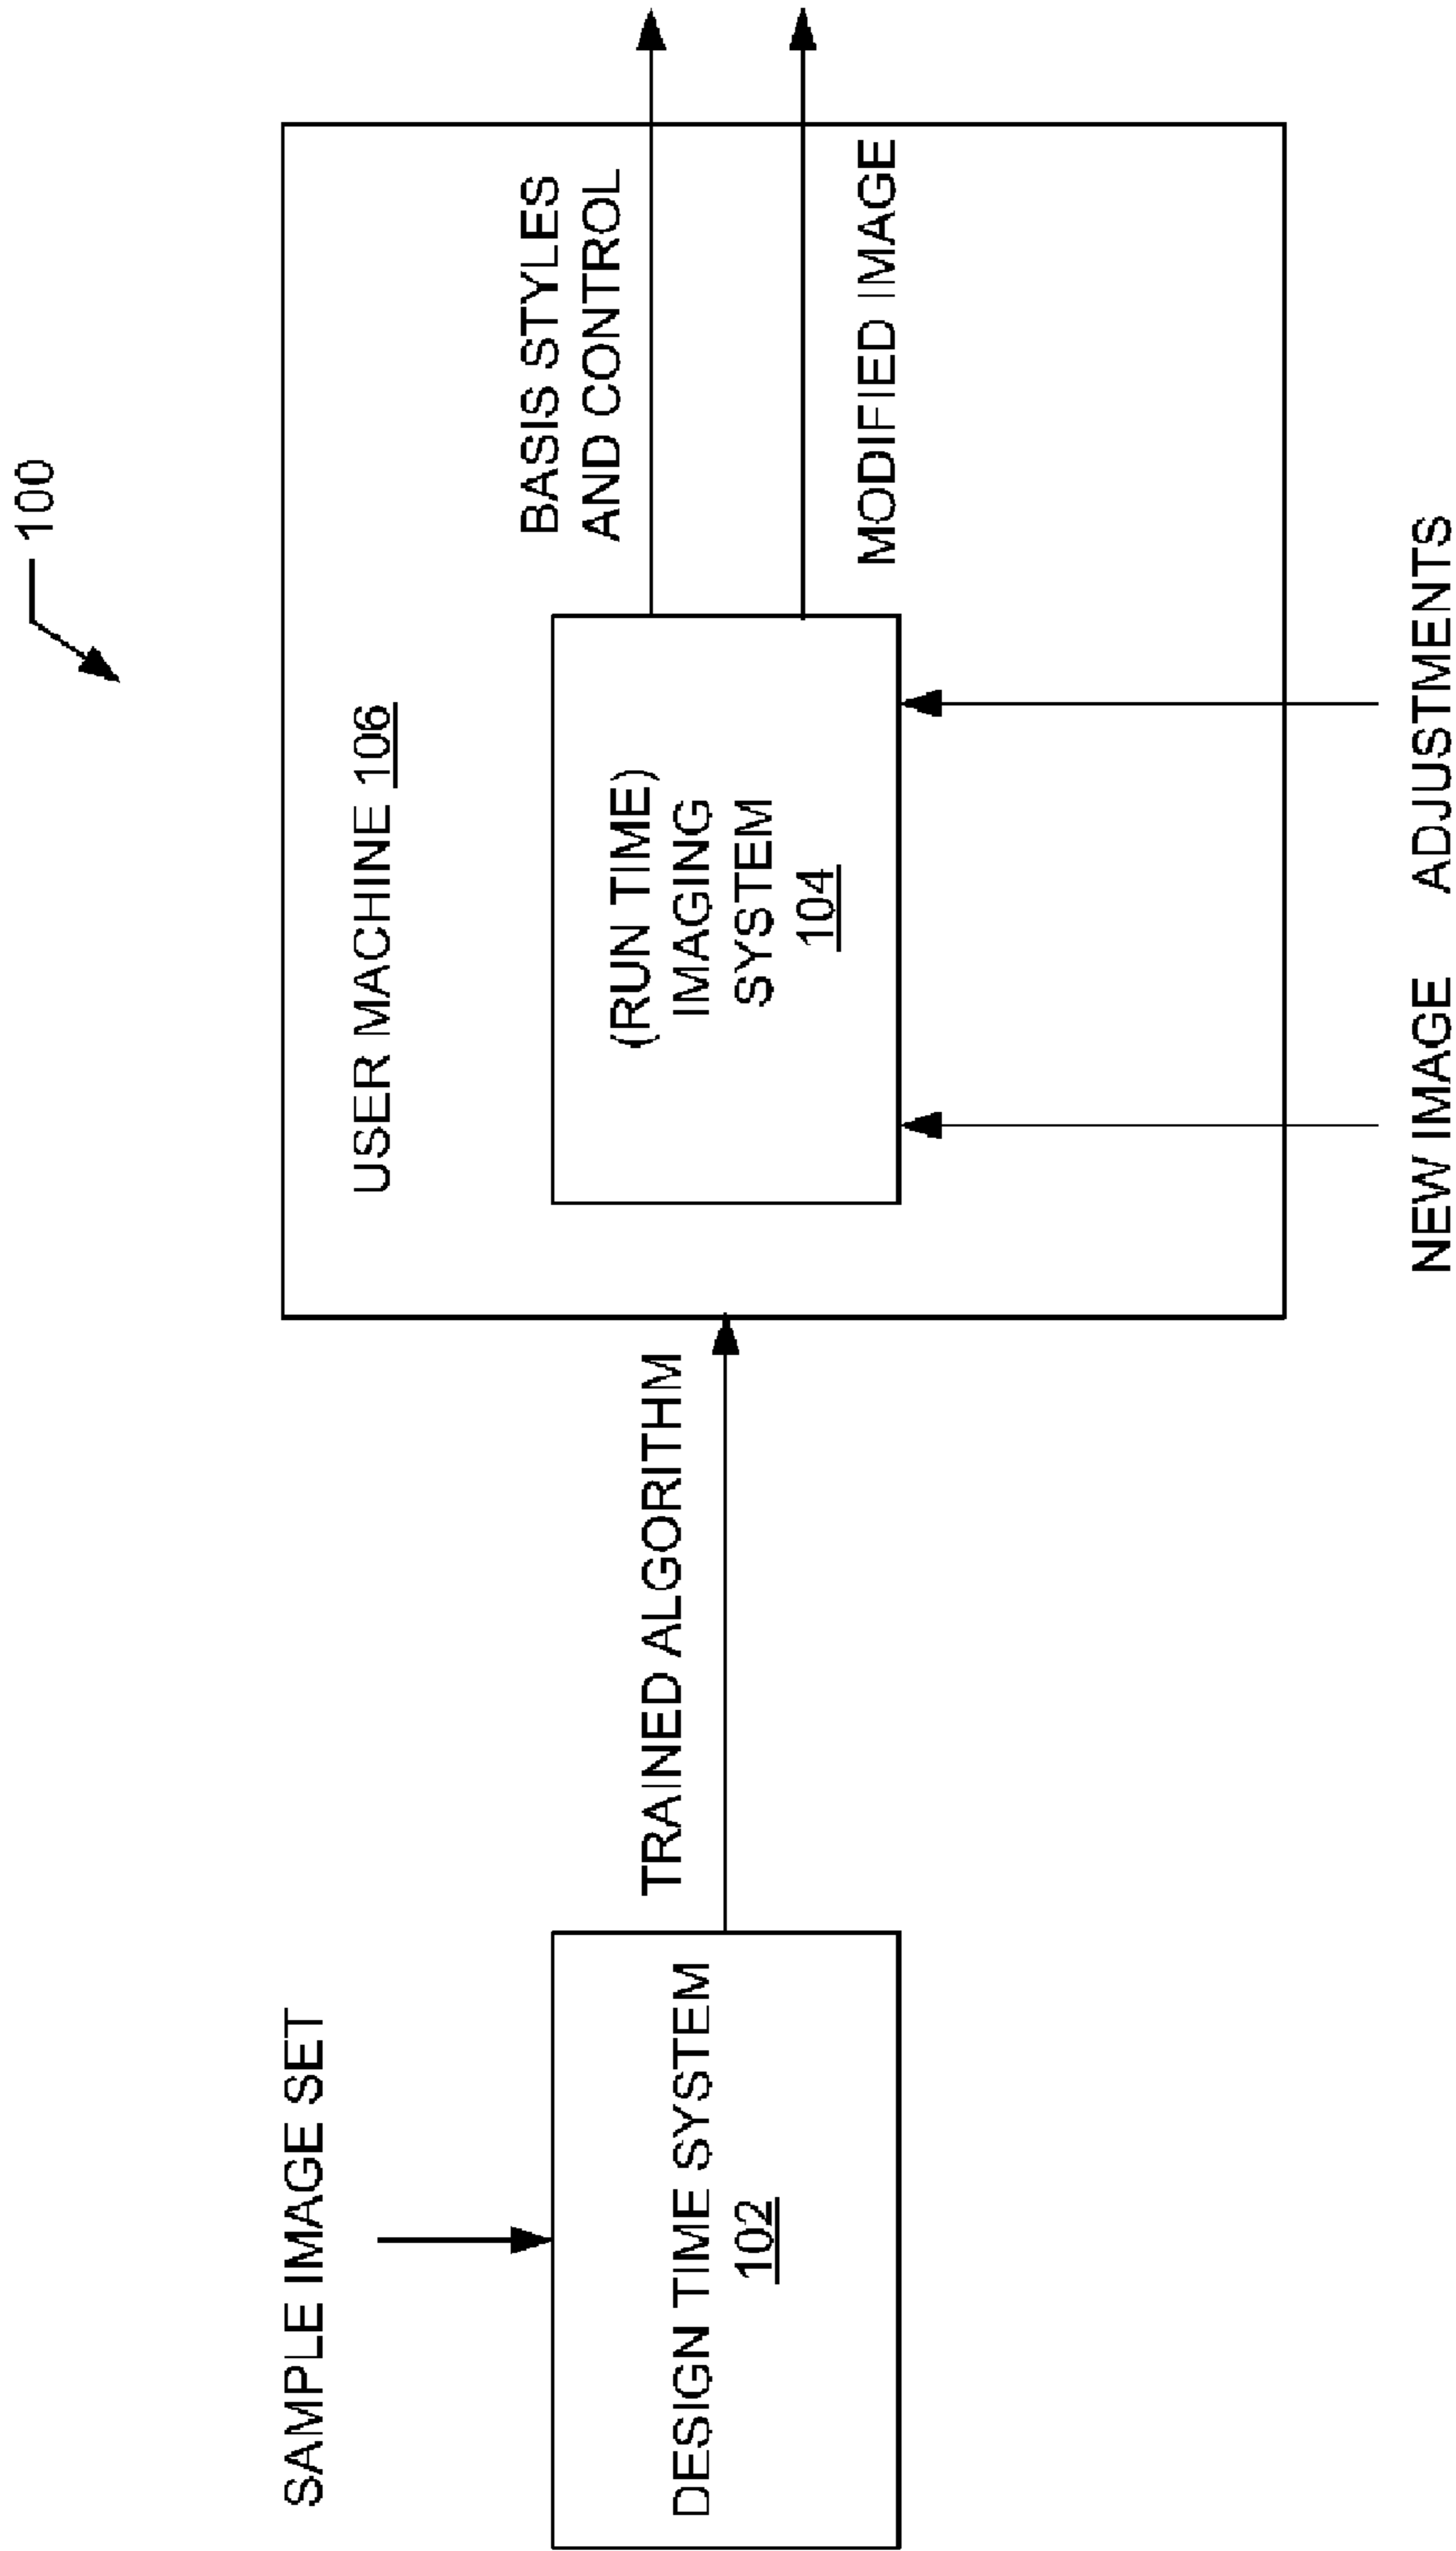 100
SAMPLE IMAGE SET
DESIGN TIME SYSTEM
102
TRAINED ALGORITHM
USER MACHINE 106
(RUN TIME)
IMAGING
SYSTEM
104
BASIS STYLES
AND CONTROL
MODIFIED IMAGE
NEW IMAGE
ADJUSTMENTS